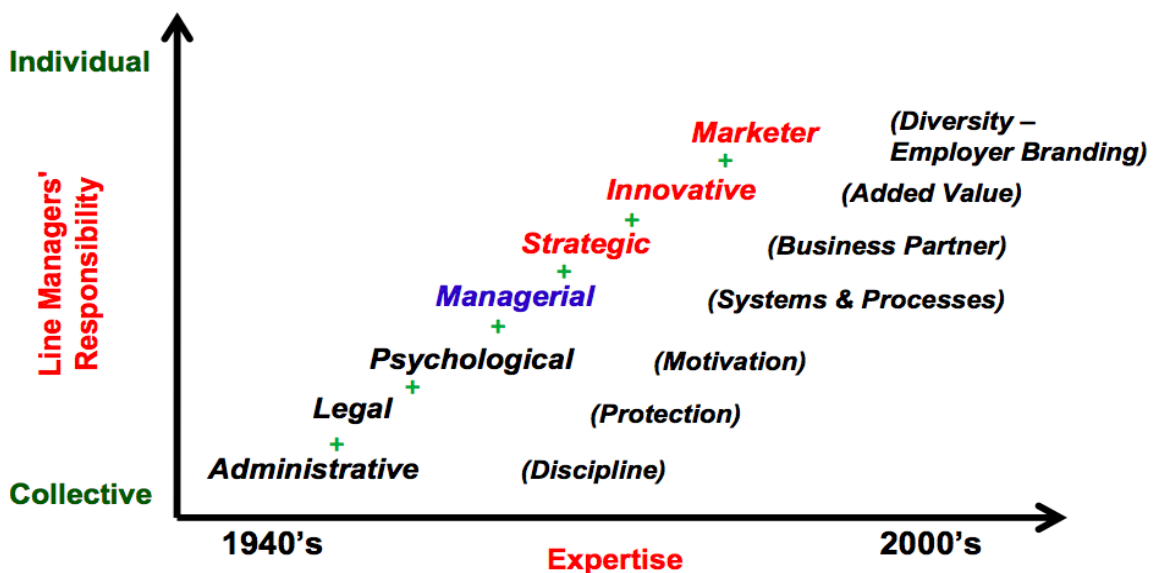 Individual
Marketer (Diversity –
Employer Branding)
+
Innovative (Added Value)
+
Strategic (Business Partner)
+
Managerial (Systems & Processes)
+
Psychological (Motivation)
+
Legal (Protection)
+
Administrative (Discipline)
Collective
Line Managers'
Responsibility
1940's 2000's
Expertise